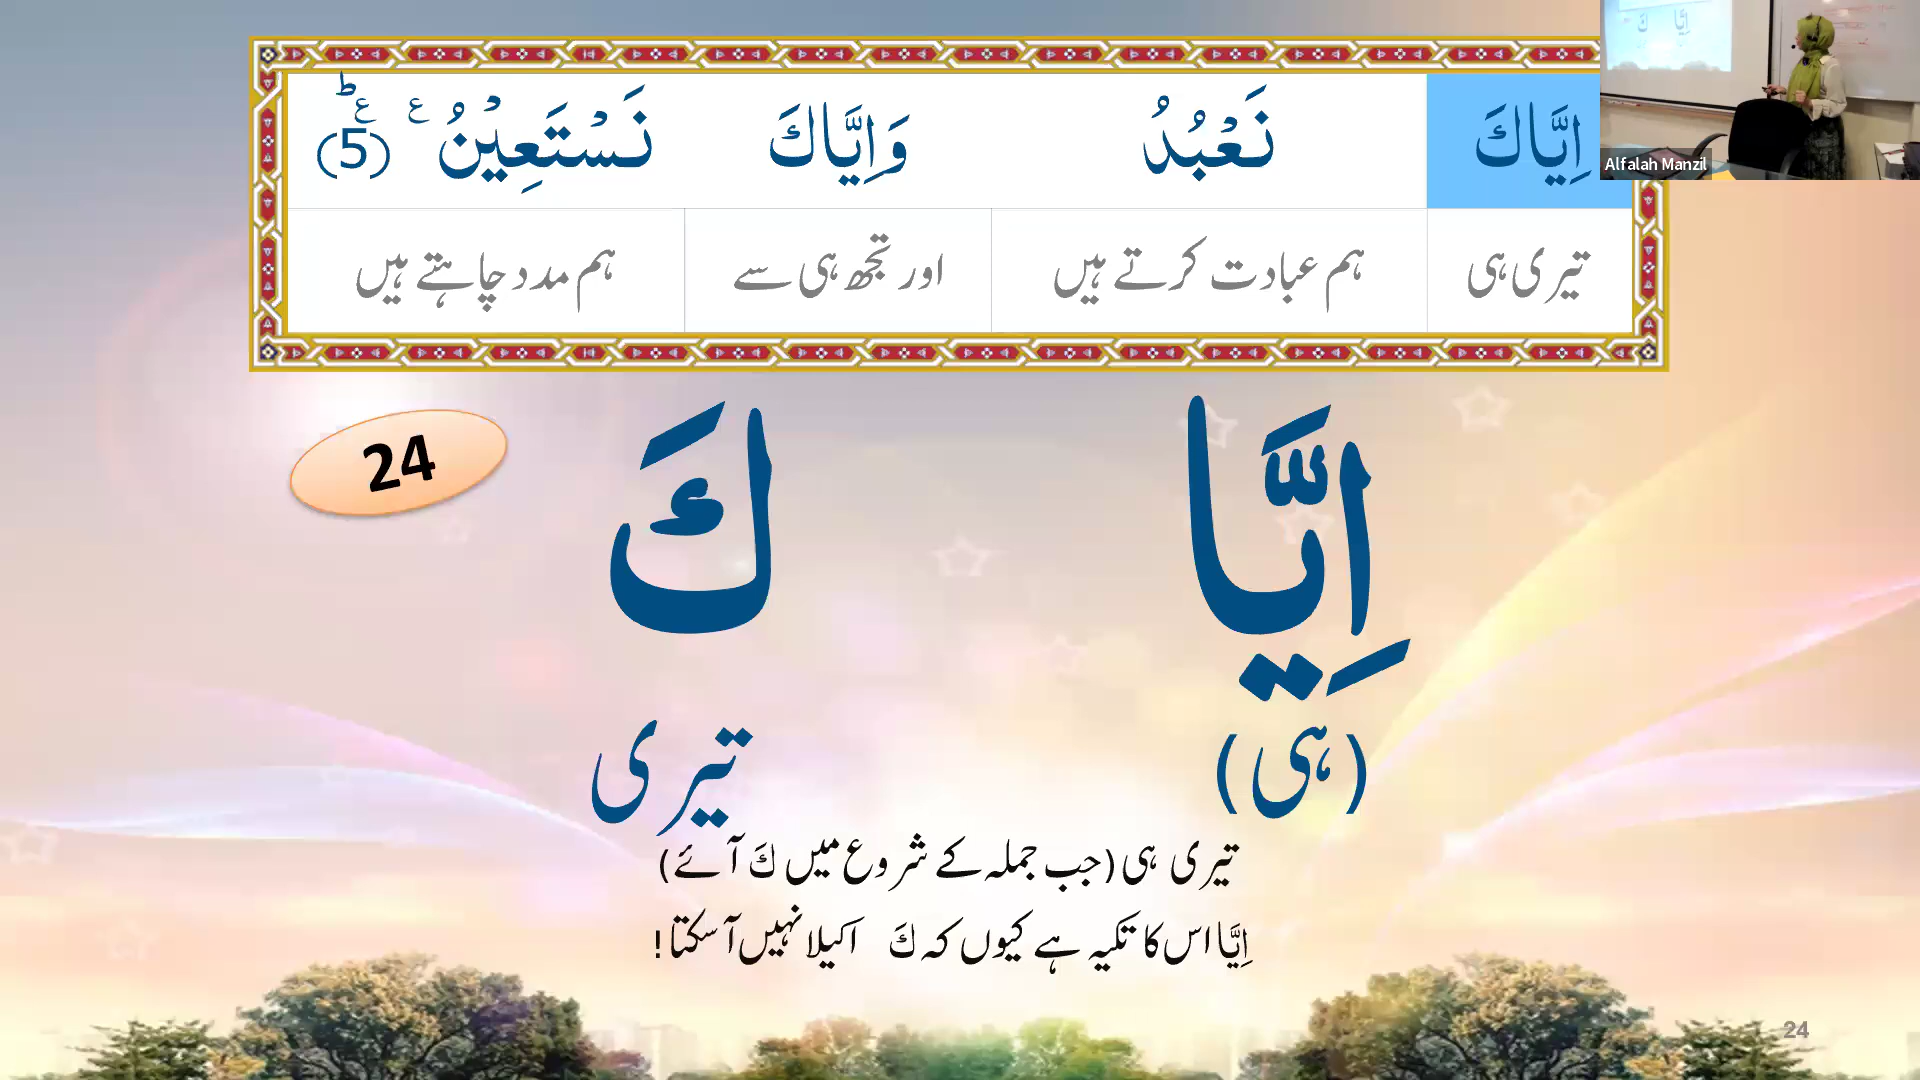 اِیَّاكَ نَعْبُدُ وَاِیَّاكَ نَسْتَعِیْنُ ؏ (5)ؕ
تیری ہی ہم عبادت کرتے ہیں اور تجھ ہی سے ہم مدد چاہتے ہیں
Alfalah Manzil
اِیَّا كَ
24
(ہی) تیری
تیری ہی (جب جملہ کے شروع میں كَ آئے)
اِیَّا اس کا تکیہ ہے کیوں کہ كَ اکیلا نہیں آسکتا!
24